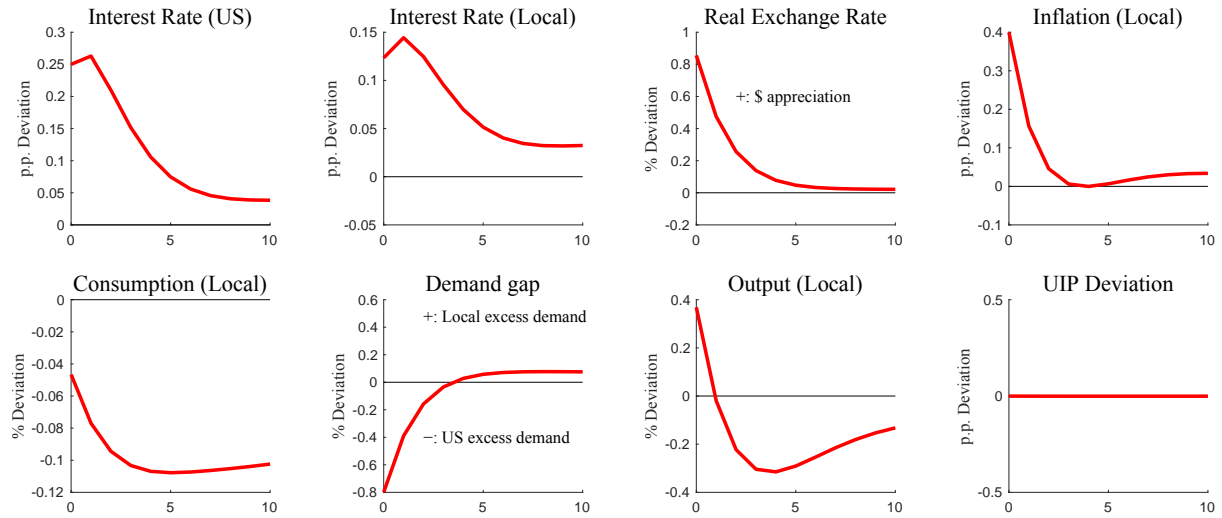 Interest Rate (US)
p.p. Deviation
0.3
0.25
0.2
0.15
0.1
0.05
0
0 5 10
Interest Rate (Local)
p.p. Deviation
0.15
0.1
0.05
0
-0.05
0 5 10
Real Exchange Rate
% Deviation
1
0.8
0.6
0.4
0.2
0
-0.2
+: $ appreciation
0 5 10
Inflation (Local)
p.p. Deviation
0.4
0.3
0.2
0.1
0
-0.1
0 5 10
Consumption (Local)
% Deviation
0
-0.02
-0.04
-0.06
-0.08
-0.1
-0.12
0 5 10
Demand gap
% Deviation
0.6
0.4
0.2
0
-0.2
-0.4
-0.6
-0.8
+: Local excess demand
−: US excess demand
0 5 10
Output (Local)
% Deviation
0.4
0.2
0
-0.2
-0.4
0 5 10
UIP Deviation
p.p. Deviation
0.5
0
-0.5
0 5 10